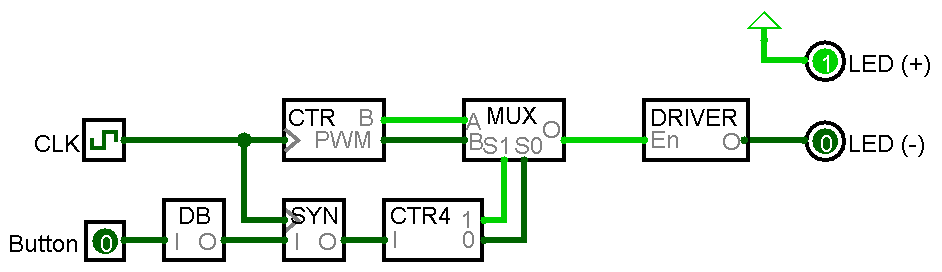 1 LED (+)
CTR B MUX DRIVER
CLK PWM A B O En O 0 LED (-)
S1 S0
DB SYN CTR4 1
Button 0 I O I O I 0